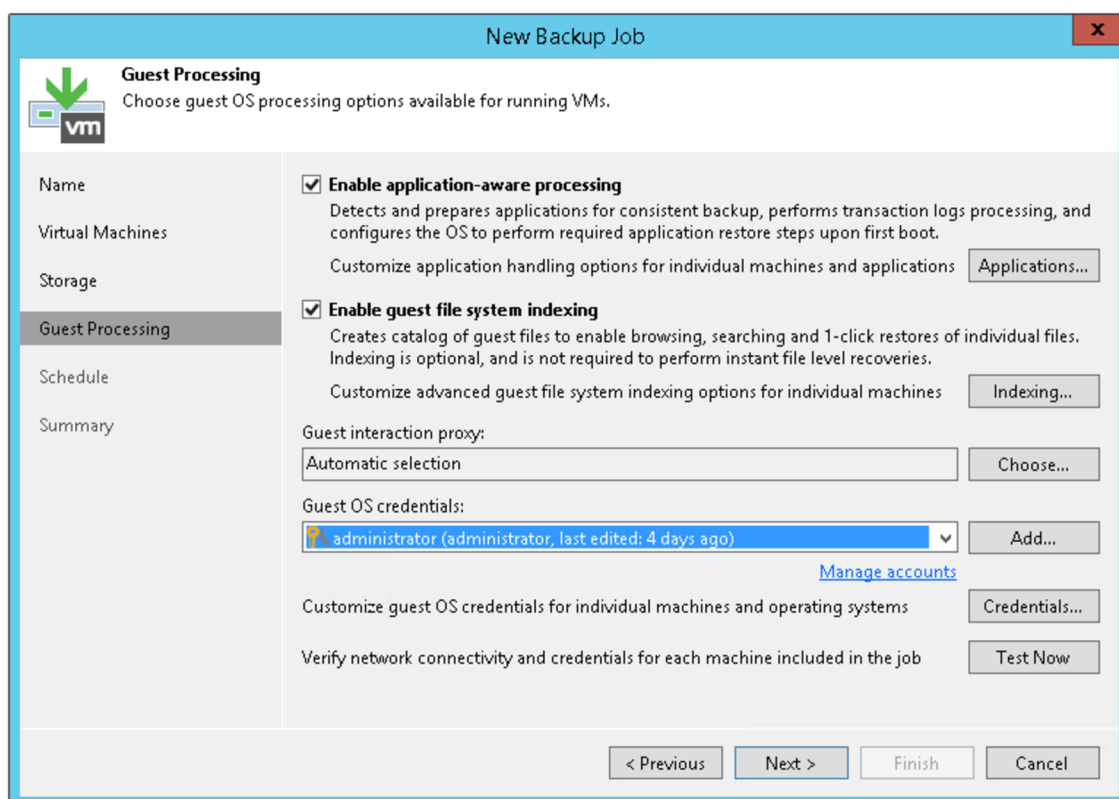 New Backup Job
x
Guest Processing
Choose guest OS processing options available for running VMs.
vm
Name
Virtual Machines
Storage
Guest Processing
Schedule
Summary
Enable application-aware processing
Detects and prepares applications for consistent backup, performs transaction logs processing, and
configures the OS to perform required application restore steps upon first boot.
Customize application handling options for individual machines and applications
Applications...
Enable guest file system indexing
Creates catalog of guest files to enable browsing, searching and 1-click restores of individual files.
Indexing is optional, and is not required to perform instant file level recoveries.
Customize advanced guest file system indexing options for individual machines
Indexing...
Guest interaction proxy:
Automatic selection
Choose...
Guest OS credentials:
administrator (administrator, last edited: 4 days ago)
Add...
Manage accounts
Customize guest OS credentials for individual machines and operating systems
Credentials...
Verify network connectivity and credentials for each machine included in the job
Test Now
< Previous
Next >
Finish
Cancel